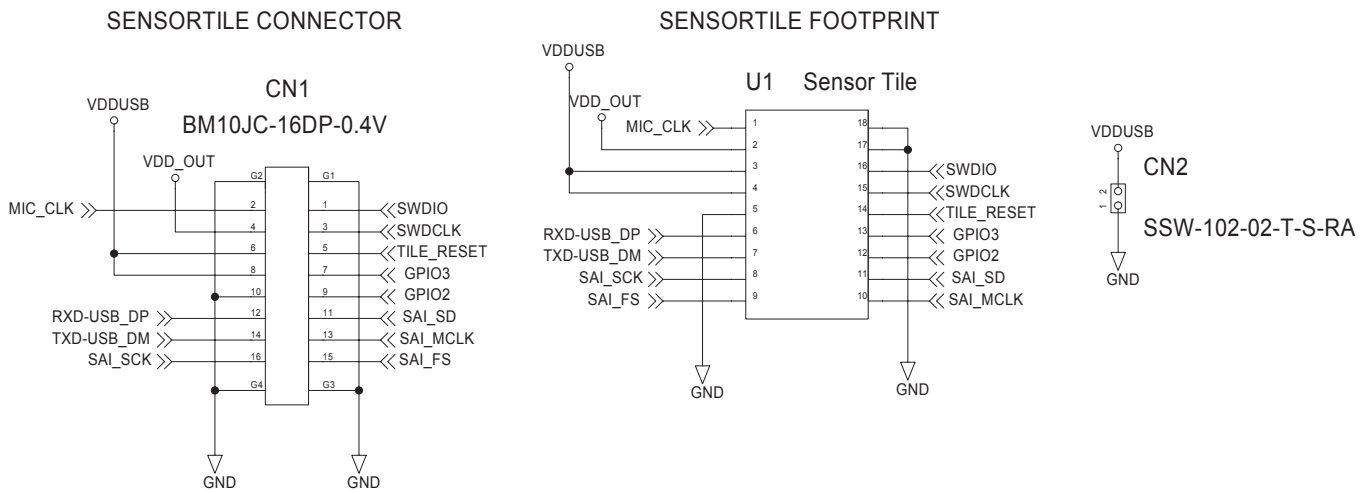 SENSORTILE CONNECTOR
CN1
BM10JC-16DP-0.4V
VDDUSB
VDD_OUT
G2 G1
MIC_CLK 2 1 SWDIO
4 3 SWDCLK
6 5 TILE_RESET
8 7 GPIO3
10 9 GPIO2
RXD-USB_DP 12 11 SAI_SD
TXD-USB_DM 14 13 SAI_MCLK
SAI_SCK 16 15 SAI_FS
G4 G3
GND GND
SENSORTILE FOOTPRINT
VDDUSB
U1 Sensor Tile
VDD_OUT
MIC_CLK 1 18
2 17
3 16 SWDIO
4 15 SWDCLK
5 14 TILE_RESET
RXD-USB_DP 6 13 GPIO3
TXD-USB_DM 7 12 GPIO2
SAI_SCK 8 11 SAI_SD
SAI_FS 9 10 SAI_MCLK
GND GND
VDDUSB
CN2
1 2
SSW-102-02-T-S-RA
GND